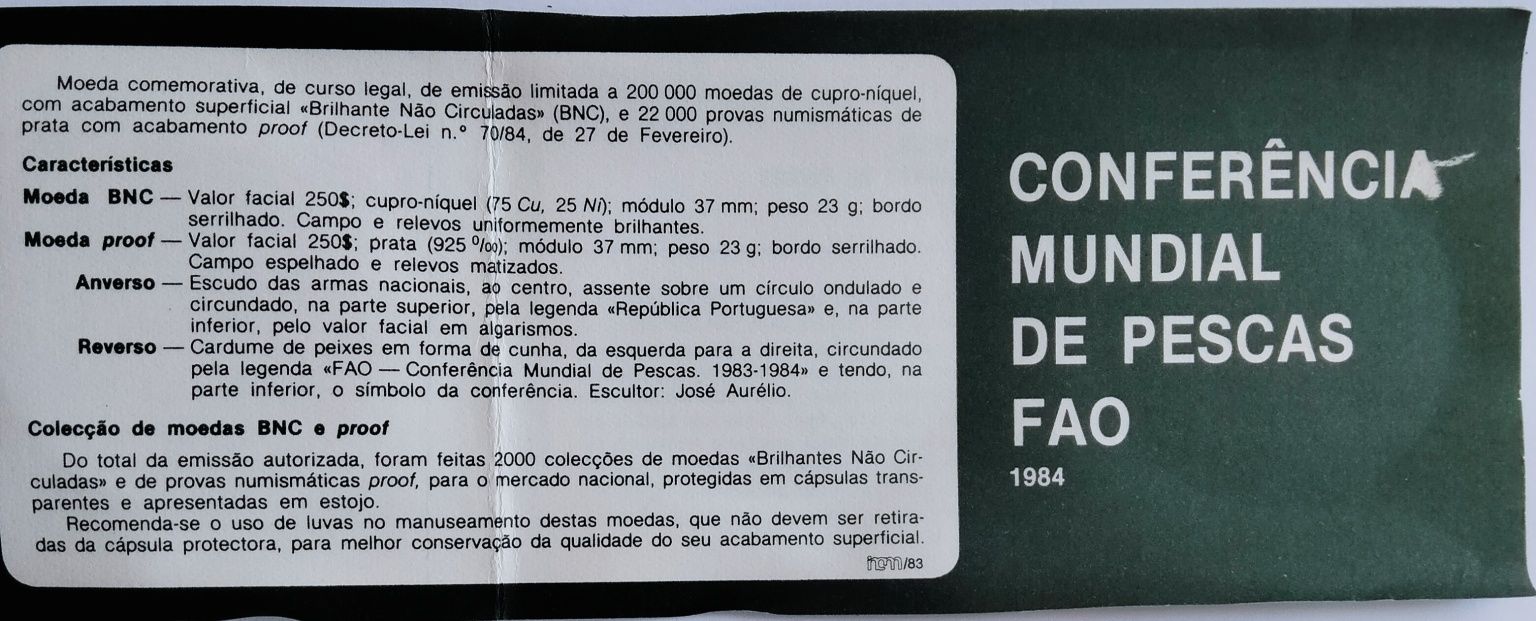 Moeda comemorativa, de curso legal, de emissão limitada a 200 000 moedas de cupro-níquel,
com acabamento superficial «Brilhante Não Circuladas» (BNC), e 22 000 provas numismáticas de
prata com acabamento proof (Decreto-Lei n.º 70/84, de 27 de Fevereiro).
Características
Moeda BNC — Valor facial 250$; cupro-níquel (75 Cu, 25 Ni); módulo 37 mm; peso 23 g; bordo
serrilhado. Campo e relevos uniformemente brilhantes.
Moeda proof — Valor facial 250$; prata (925 ⁰/₀₀); módulo 37 mm; peso 23 g; bordo serrilhado.
Campo espelhado e relevos matizados.
Anverso — Escudo das armas nacionais, ao centro, assente sobre um círculo ondulado e
circundado, na parte superior, pela legenda «República Portuguesa» e, na parte
inferior, pelo valor facial em algarismos.
Reverso — Cardume de peixes em forma de cunha, da esquerda para a direita, circundado
pela legenda «FAO — Conferência Mundial de Pescas. 1983-1984» e tendo, na
parte inferior, o símbolo da conferência. Escultor: José Aurélio.
Colecção de moedas BNC e proof
Do total da emissão autorizada, foram feitas 2000 colecções de moedas «Brilhantes Não Cir-
culadas» e de provas numismáticas proof, para o mercado nacional, protegidas em cápsulas trans-
parentes e apresentadas em estojo.
Recomenda-se o uso de luvas no manuseamento destas moedas, que não devem ser retira-
das da cápsula protectora, para melhor conservação da qualidade do seu acabamento superficial.
incm/83
CONFERÊNCIA
MUNDIAL
DE PESCAS
FAO
1984